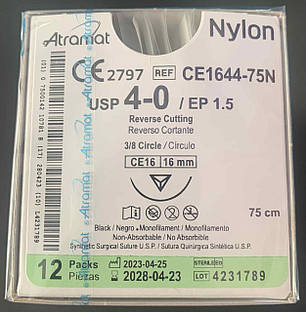 Atramat
Nylon
CE 2797 REF CE1644-75N
USP 4-0 / EP 1.5
Reverse Cutting
Reverso Cortante
3/8 Circle / Círculo
CE16 16 mm
75 cm
Black / Negro Monofilament / Monofilamento
Non-Absorbable / No Absorbible
Synthetic Surgical Suture U.S.P. / Sutura Quirúrgica Sintética U.S.P.
12 Packs
Piezas
2023-04-25
2028-04-23
STERILE EO
LOT 4231789
Atramat